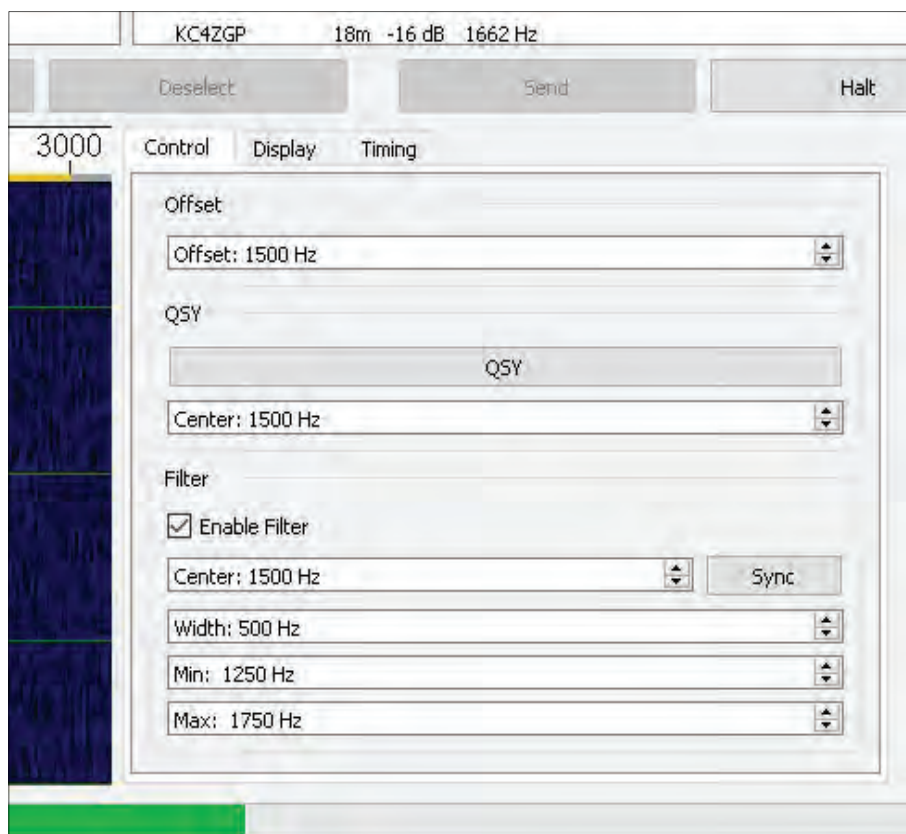 KC4ZGP 18m -16 dB 1662 Hz
Deselect Send Halt
3000 Control Display Timing
Offset
Offset: 1500 Hz
QSY
QSY
Center: 1500 Hz
Filter
Enable Filter
Center: 1500 Hz Sync
Width: 500 Hz
Min: 1250 Hz
Max: 1750 Hz